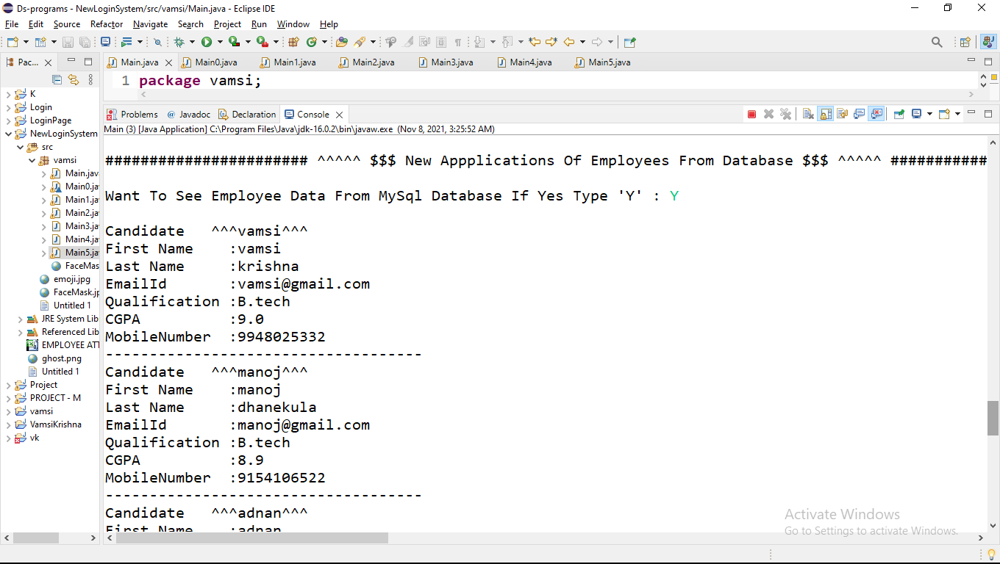 Ds-programs - NewLoginSystem/src/vamsi/Main.java - Eclipse IDE
File Edit Source Refactor Navigate Search Project Run Window Help
Pac...
Main.java Main0.java Main1.java Main2.java Main3.java Main4.java Main5.java
1 package vamsi;
K
Login
LoginPage
NewLoginSystem
src
vamsi
Main.jav
Main0.ja
Main1.ja
Main2.ja
Main3.ja
Main4.ja
Main5.ja
FaceMas
emoji.jpg
FaceMask.jp
Untitled 1
JRE System Lib
Referenced Lib
EMPLOYEE ATT
ghost.png
Untitled 1
Project
PROJECT - M
vamsi
VamsiKrishna
vk
Problems @ Javadoc Declaration Console
Main (3) [Java Application] C:\Program Files\Java\jdk-16.0.2\bin\javaw.exe (Nov 8, 2021, 3:25:52 AM)
####################### ^^^^^ $$$ New Appplications Of Employees From Database $$$ ^^^^^ ###########
Want To See Employee Data From MySql Database If Yes Type 'Y' : Y
Candidate ^^^vamsi^^^
First Name :vamsi
Last Name :krishna
EmailId :vamsi@gmail.com
Qualification :B.tech
CGPA :9.0
MobileNumber :9948025332
------------------------------------
Candidate ^^^manoj^^^
First Name :manoj
Last Name :dhanekula
EmailId :manoj@gmail.com
Qualification :B.tech
CGPA :8.9
MobileNumber :9154106522
------------------------------------
Candidate ^^^adnan^^^
First Name :adnan
Activate Windows
Go to Settings to activate Windows.